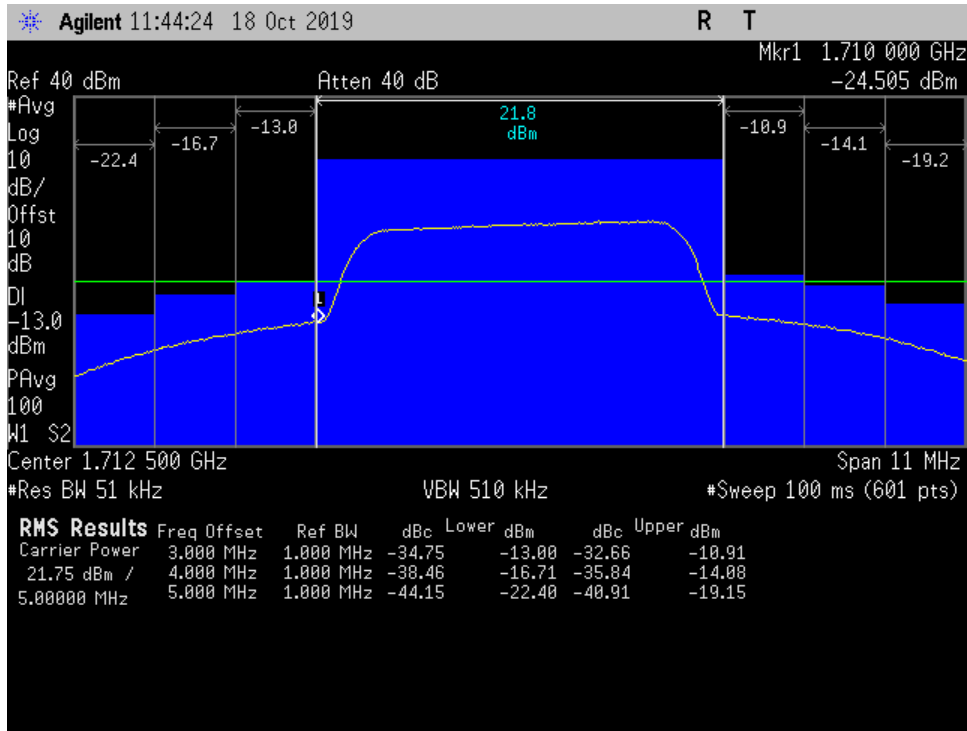 Agilent 11:44:24 18 Oct 2019 R T
Mkr1 1.710 000 GHz
Ref 40 dBm Atten 40 dB -24.505 dBm
#Avg
Log
10
dB/
Offst
10
dB
DI
-13.0
dBm
PAvg
100
W1 S2
-22.4 -16.7 -13.0 21.8 dBm -10.9 -14.1 -19.2
1
Center 1.712 500 GHz Span 11 MHz
#Res BW 51 kHz VBW 510 kHz #Sweep 100 ms (601 pts)
RMS Results Freq Offset Ref BW dBc Lower dBm dBc Upper dBm
Carrier Power 3.000 MHz 1.000 MHz -34.75 -13.00 -32.66 -10.91
21.75 dBm / 4.000 MHz 1.000 MHz -38.46 -16.71 -35.84 -14.08
5.00000 MHz 5.000 MHz 1.000 MHz -44.15 -22.40 -40.91 -19.15